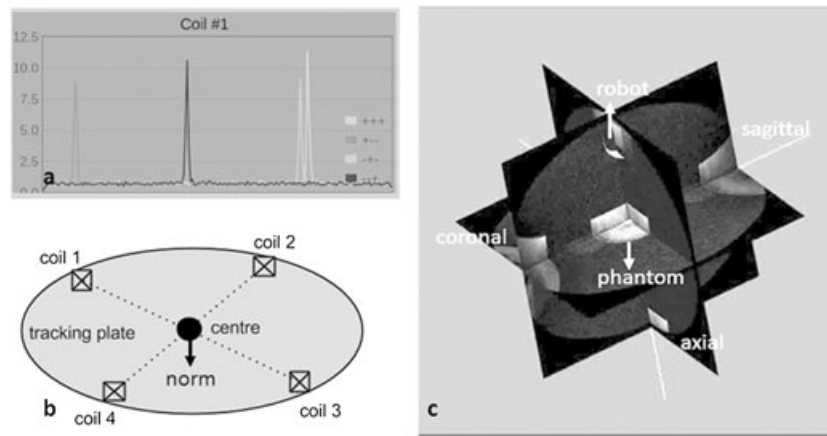 Coil #1
12.5
10.0
7.5
5.0
2.5
0.0
+++
+--
-+-
--+
a
coil 1
coil 2
tracking plate
centre
norm
coil 4
coil 3
b
robot
sagittal
coronal
phantom
axial
c